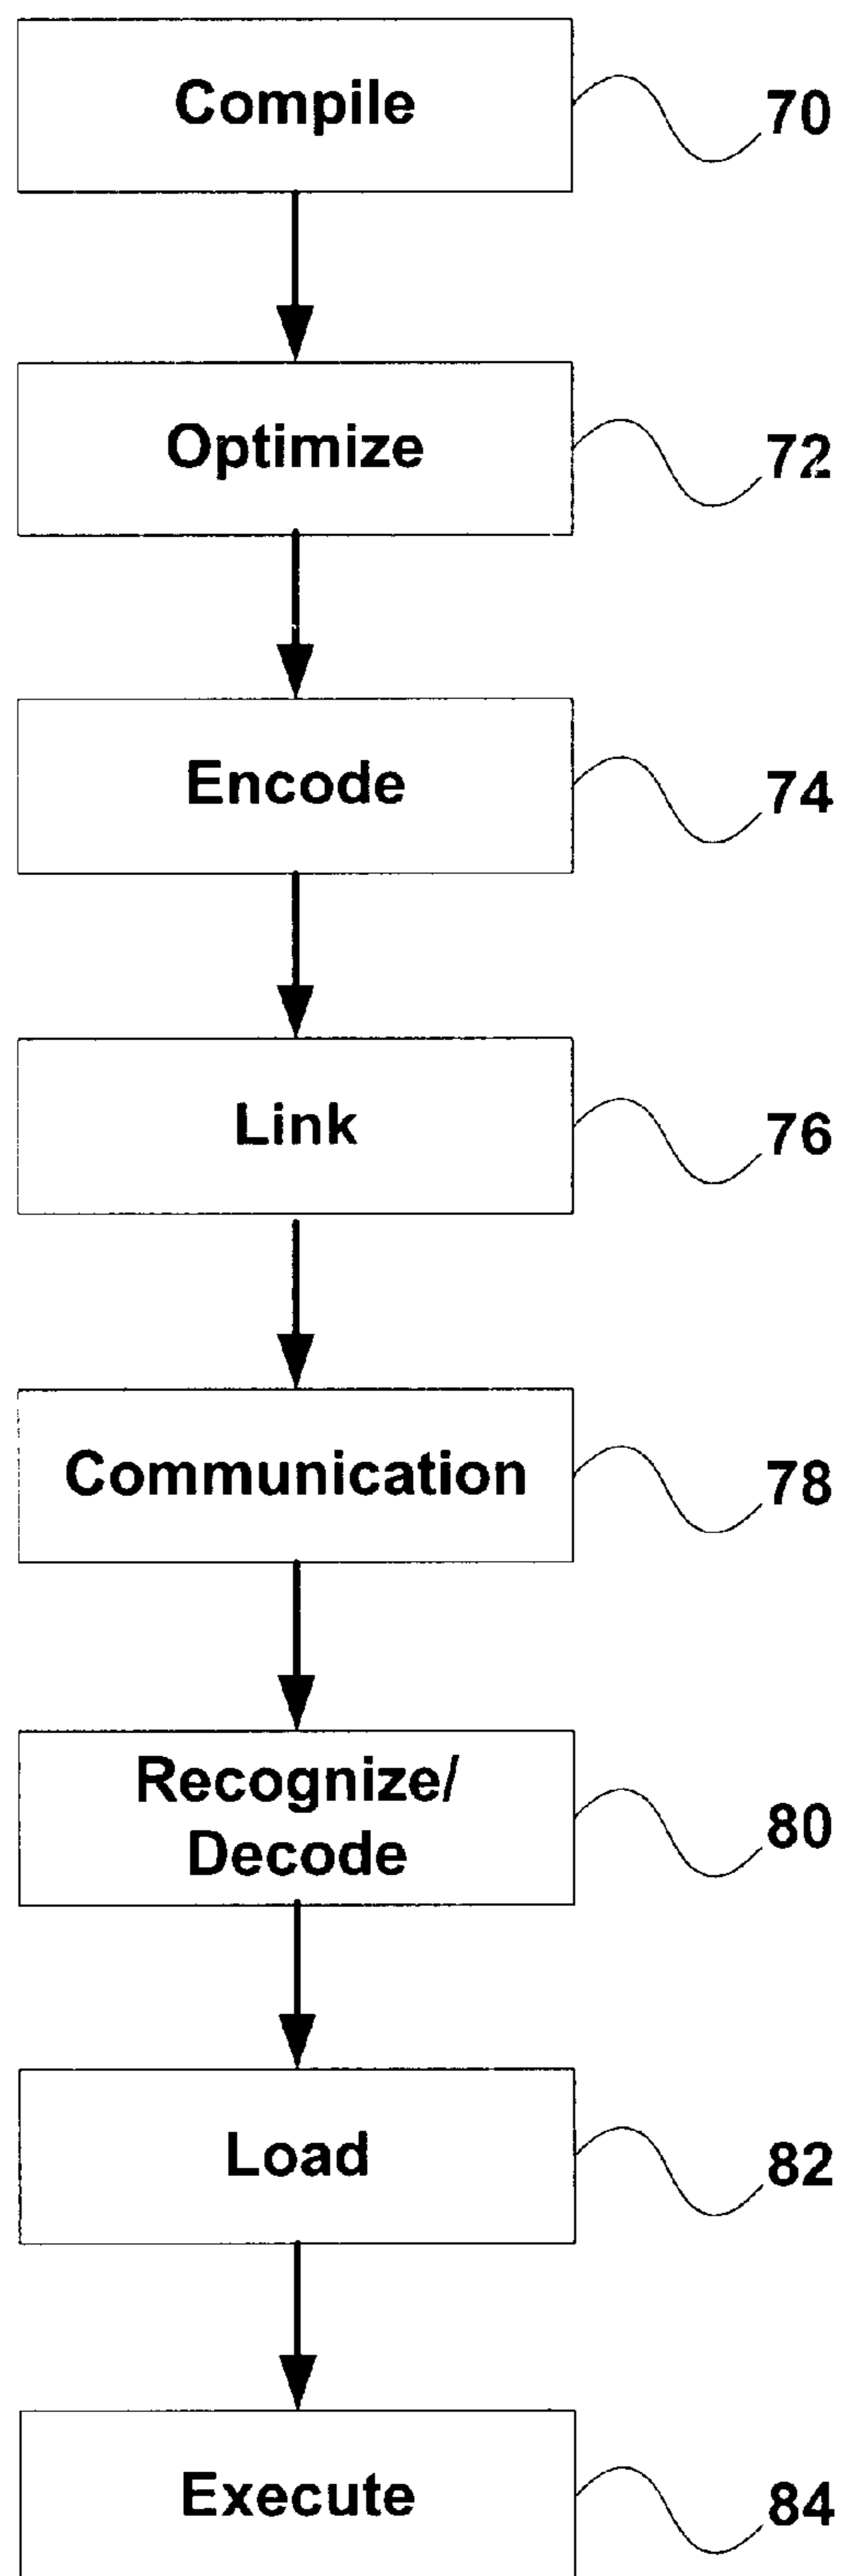 Compile
70
Optimize
72
Encode
74
Link
76
Communication
78
Recognize/
Decode
80
Load
82
Execute
84